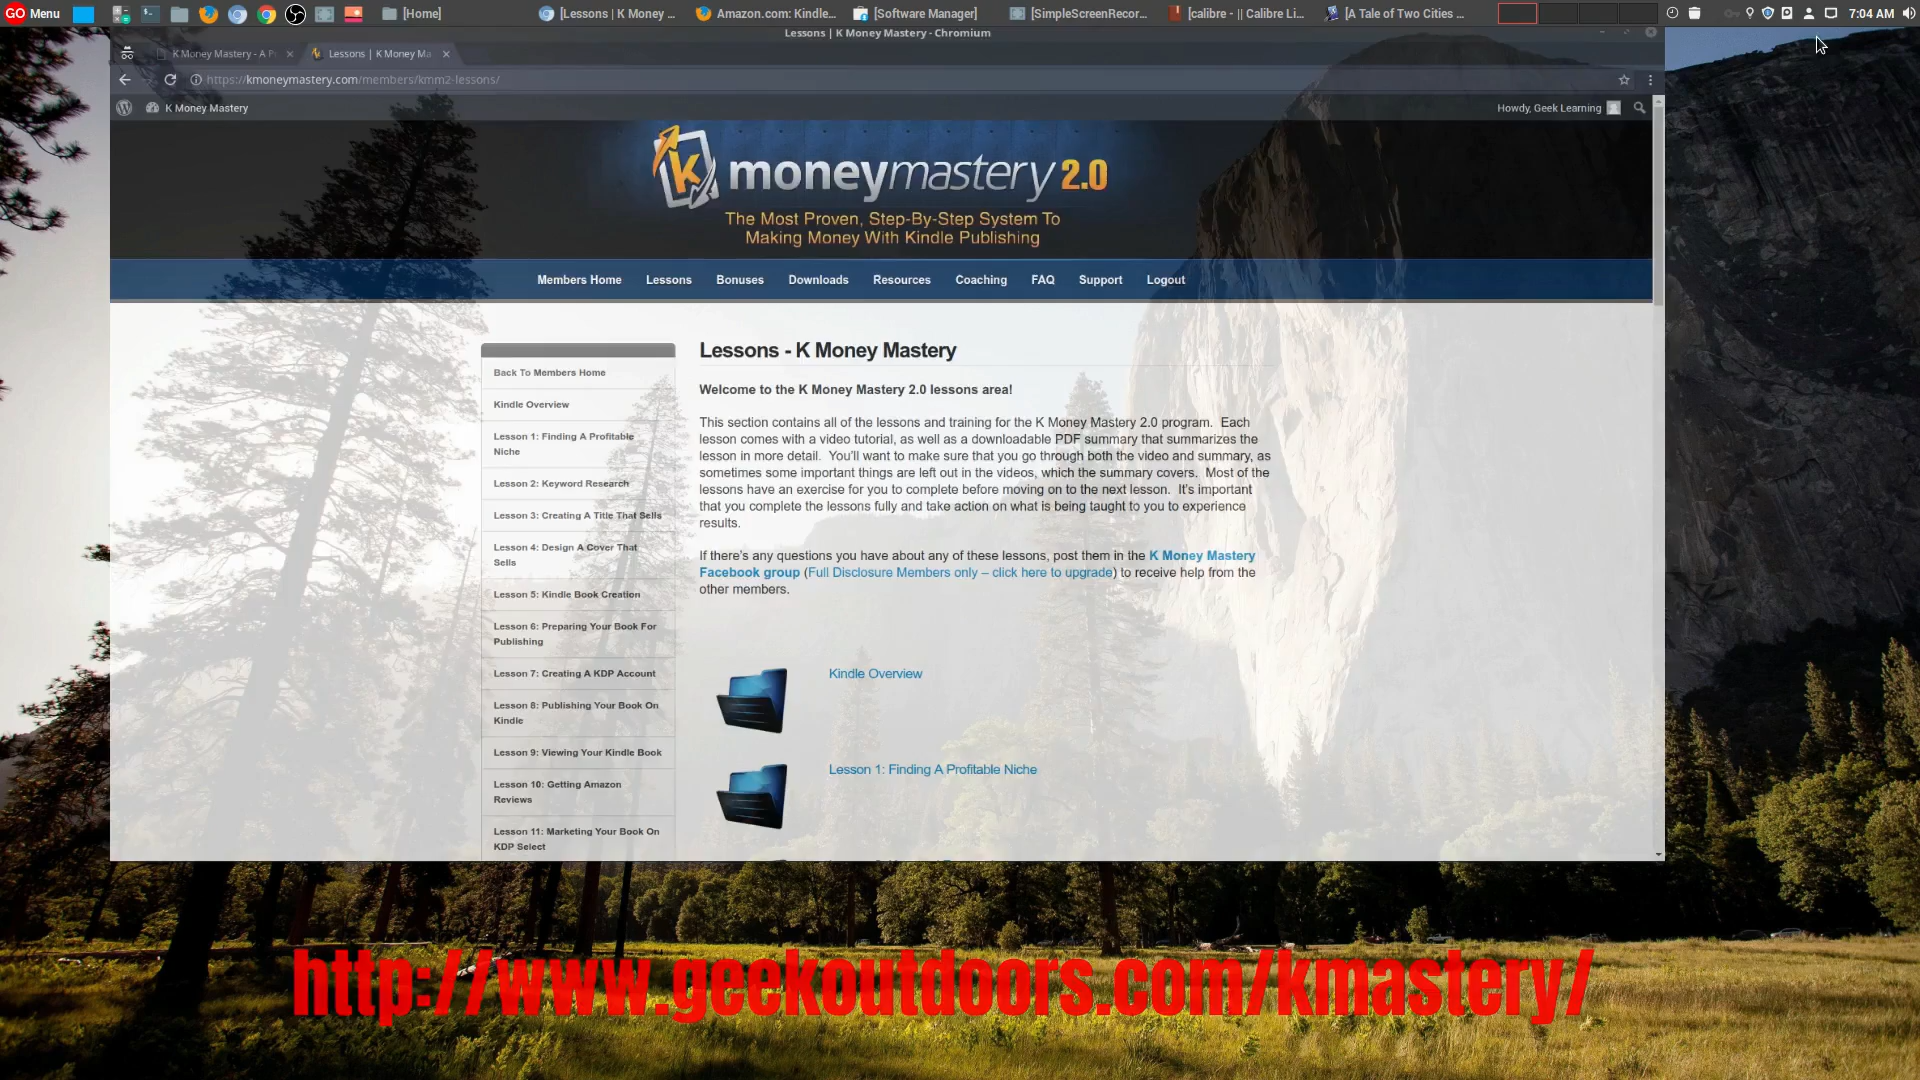 GO Menu [Home] [Lessons | K Money ... Amazon.com: Kindle... [Software Manager] [SimpleScreenRecor... [calibre - || Calibre Li... [A Tale of Two Cities ... 7:04 AM
Lessons | K Money Mastery - Chromium
K Money Mastery - A P Lessons | K Money Ma
https://kmoneymastery.com/members/kmm2-lessons/
K Money Mastery Howdy, Geek Learning
k moneymastery 2.0
The Most Proven, Step-By-Step System To
Making Money With Kindle Publishing
Members Home Lessons Bonuses Downloads Resources Coaching FAQ Support Logout
Back To Members Home
Kindle Overview
Lesson 1: Finding A Profitable
Niche
Lesson 2: Keyword Research
Lesson 3: Creating A Title That Sells
Lesson 4: Design A Cover That
Sells
Lesson 5: Kindle Book Creation
Lesson 6: Preparing Your Book For
Publishing
Lesson 7: Creating A KDP Account
Lesson 8: Publishing Your Book On
Kindle
Lesson 9: Viewing Your Kindle Book
Lesson 10: Getting Amazon
Reviews
Lesson 11: Marketing Your Book On
KDP Select
Lessons - K Money Mastery
Welcome to the K Money Mastery 2.0 lessons area!
This section contains all of the lessons and training for the K Money Mastery 2.0 program. Each
lesson comes with a video tutorial, as well as a downloadable PDF summary that summarizes the
lesson in more detail. You'll want to make sure that you go through both the video and summary, as
sometimes some important things are left out in the videos, which the summary covers. Most of the
lessons have an exercise for you to complete before moving on to the next lesson. It's important
that you complete the lessons fully and take action on what is being taught to you to experience
results.
If there's any questions you have about any of these lessons, post them in the K Money Mastery
Facebook group (Full Disclosure Members only – click here to upgrade) to receive help from the
other members.
Kindle Overview
Lesson 1: Finding A Profitable Niche
http://www.geekoutdoors.com/kmastery/